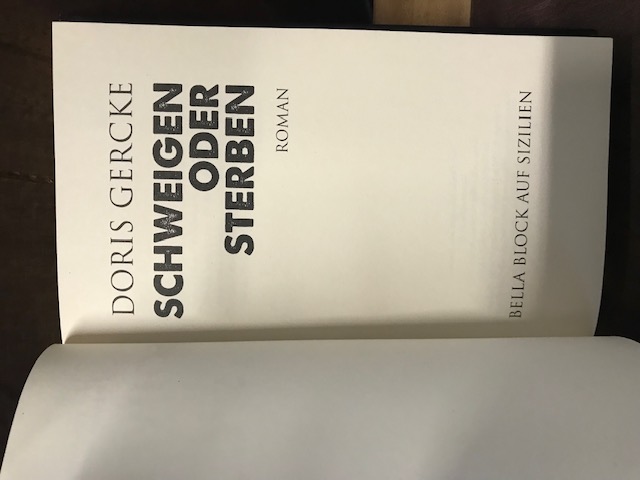 DORIS GERCKE
SCHWEIGEN
ODER
STERBEN
ROMAN
BELLA BLOCK AUF SIZILIEN